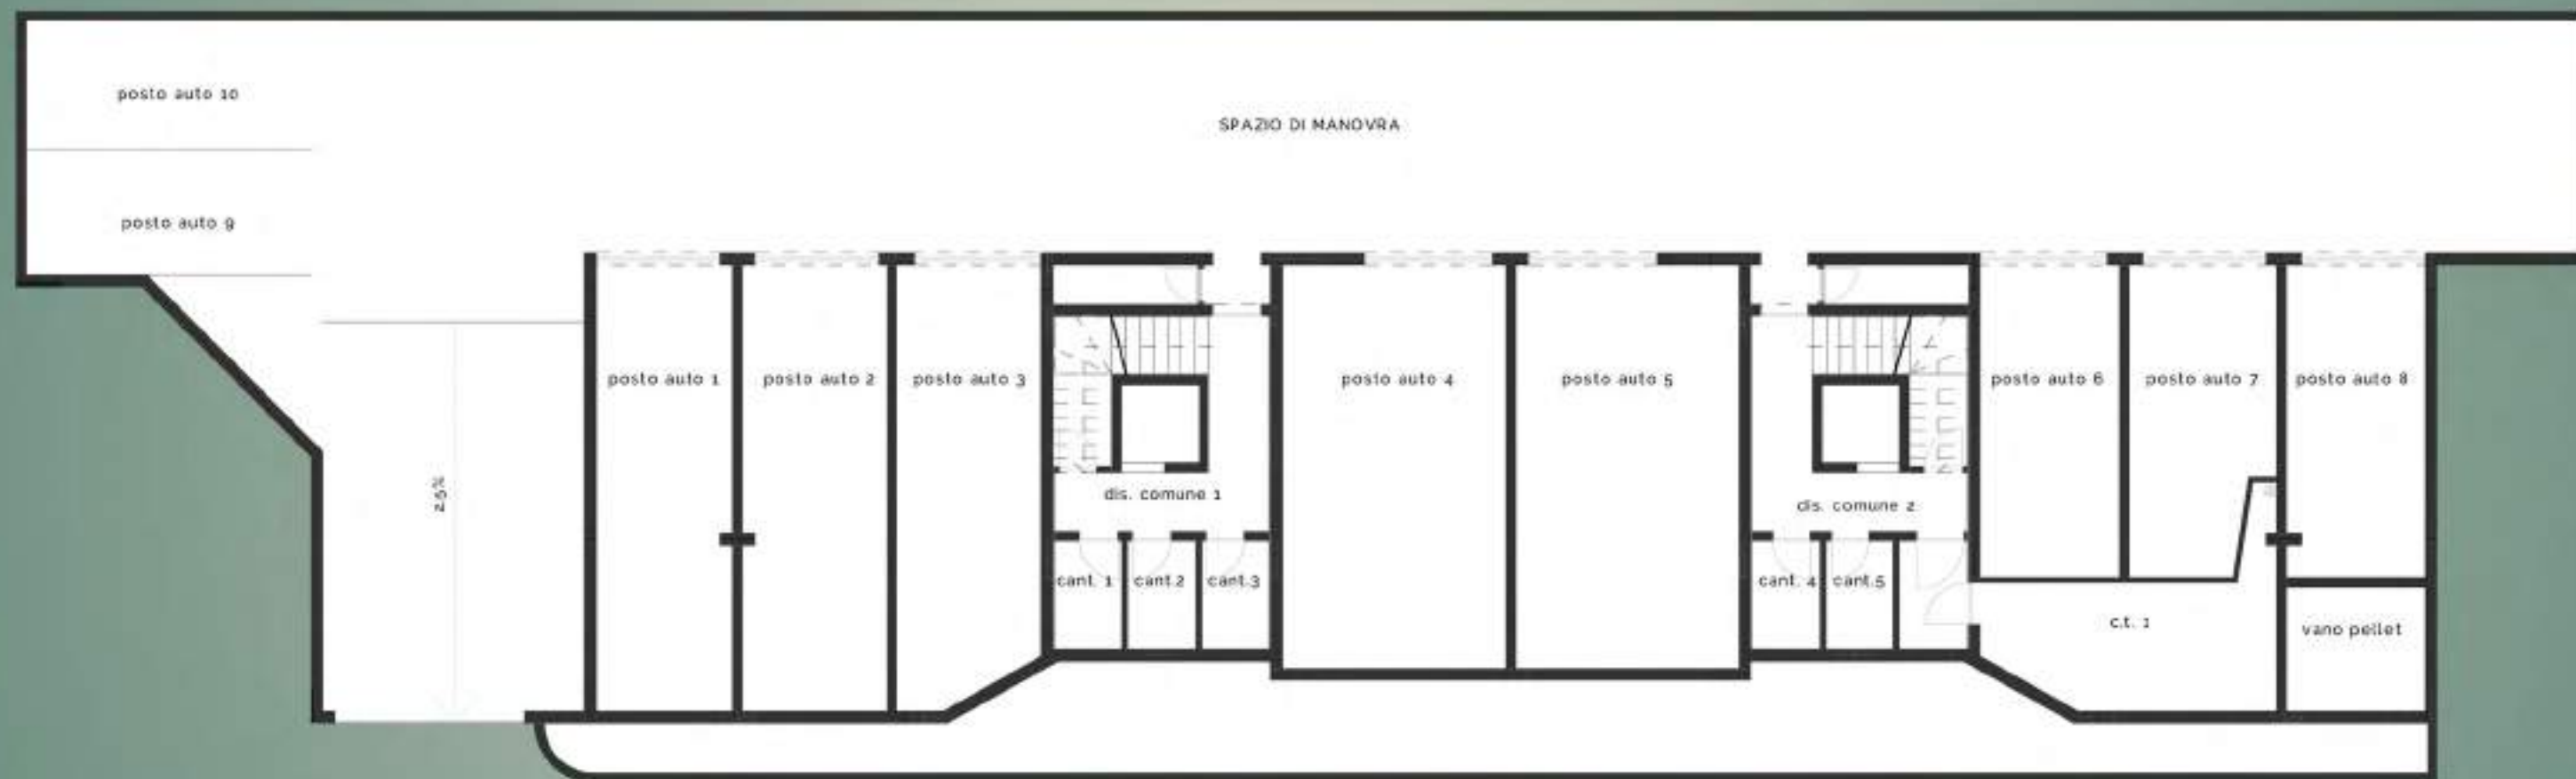 posto auto 10
SPAZIO DI MANOVRA
posto auto 9
posto auto 1
posto auto 2
posto auto 3
posto auto 4
posto auto 5
posto auto 6
posto auto 7
posto auto 8
2.5%
dis. comune 1
dis. comune 2
cant. 1
cant.2
cant.3
cant. 4
cant.5
c.t. 1
vano pellet